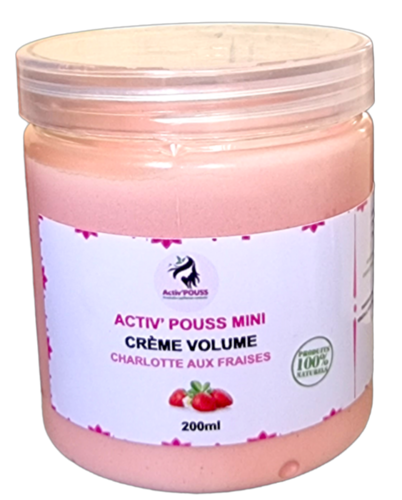 Activ'POUSS
ACTIV' POUSS MINI
CRÈME VOLUME
CHARLOTTE AUX FRAISES
PRODUITS
100%
NATURELS
200ml